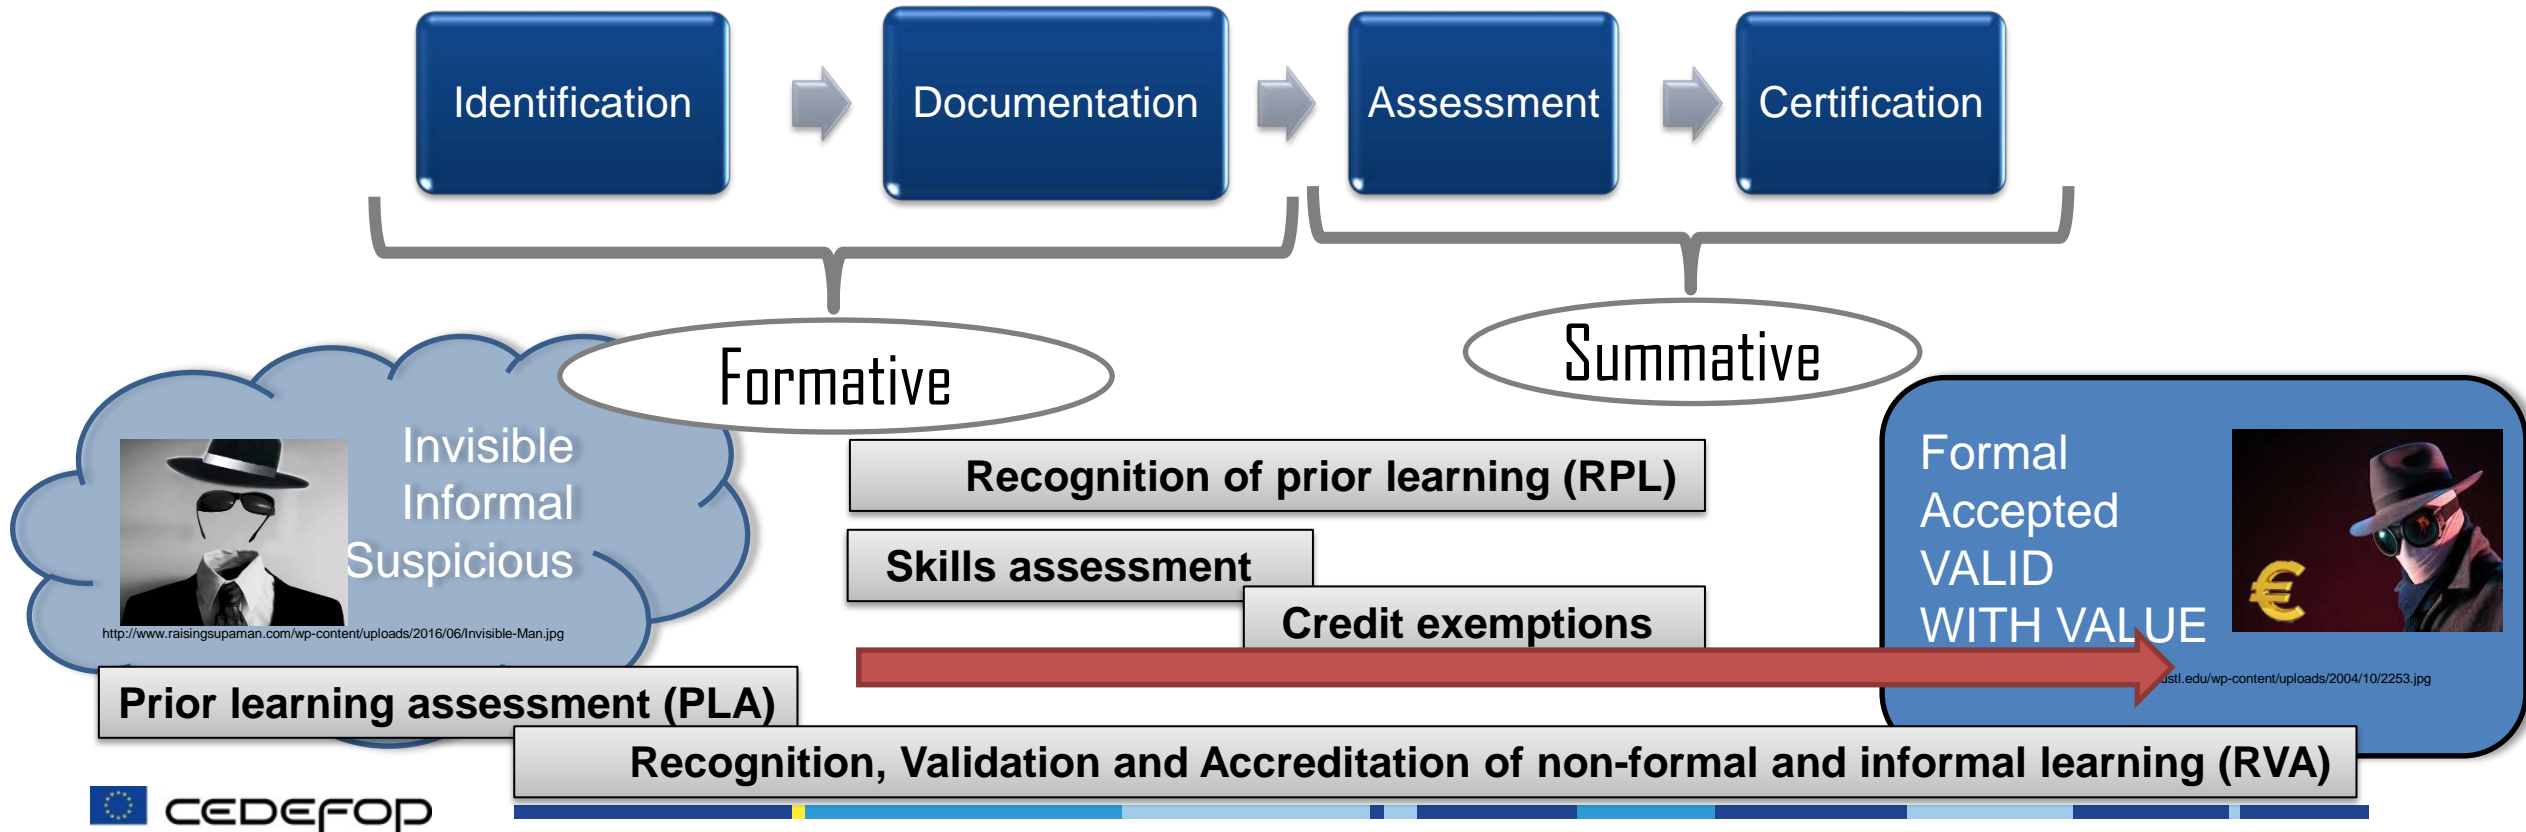 Identification
Documentation
Assessment
Certification
Formative
Summative
Invisible
Informal
Suspicious
http://www.raisingsupaman.com/wp-content/uploads/2016/06/Invisible-Man.jpg
Recognition of prior learning (RPL)
Skills assessment
Credit exemptions
Formal
Accepted
VALID
WITH VALUE
€
ustl.edu/wp-content/uploads/2004/10/2253.jpg
Prior learning assessment (PLA)
Recognition, Validation and Accreditation of non-formal and informal learning (RVA)
CEDEFOP